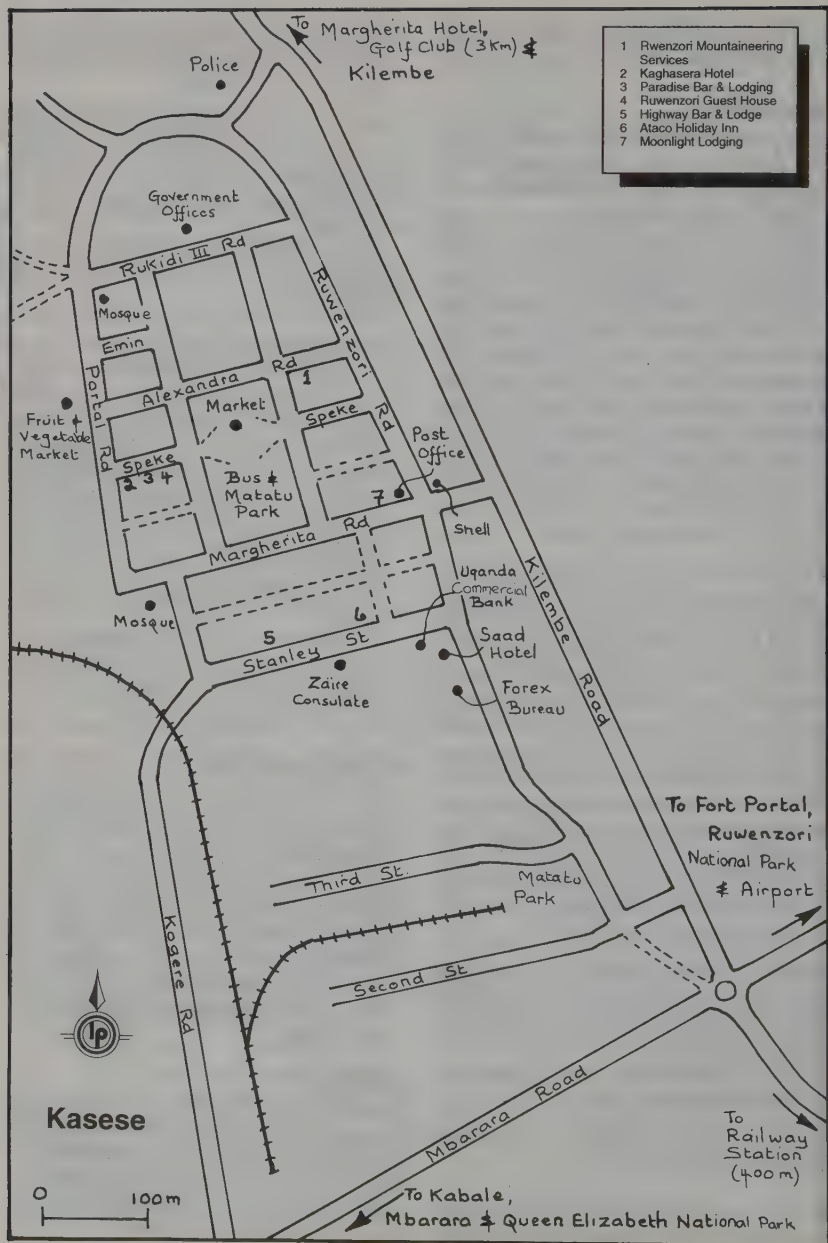 To
Margherita Hotel,
Golf Club (3km) &
Kilembe
1 Rwenzori Mountaineering
Services
2 Kaghasera Hotel
3 Paradise Bar & Lodging
4 Ruwenzori Guest House
5 Highway Bar & Lodge
6 Ataco Holiday Inn
7 Moonlight Lodging
Police
Government
Offices
Rukidi III Rd
Ruwenzori Rd
Mosque
Emin
Portal Rd
Alexandra Rd
1
Market
Fruit &
Vegetable
Market
Speke
Speke
2 3 4
Bus &
Matatu
Park
Post
Office
7
Shell
Margherita Rd
Mosque
Uganda
Commercial
Bank
Kilembe Road
5
6
Stanley St
Saad
Hotel
Zaïre
Consulate
Forex
Bureau
To Fort Portal,
Ruwenzori
National Park
& Airport
Third St.
Matatu
Park
Kogere Rd
Second St
lp
Kasese
Mbarara Road
To
Railway
Station
(400m)
0 100m
To Kabale,
Mbarara & Queen Elizabeth National Park